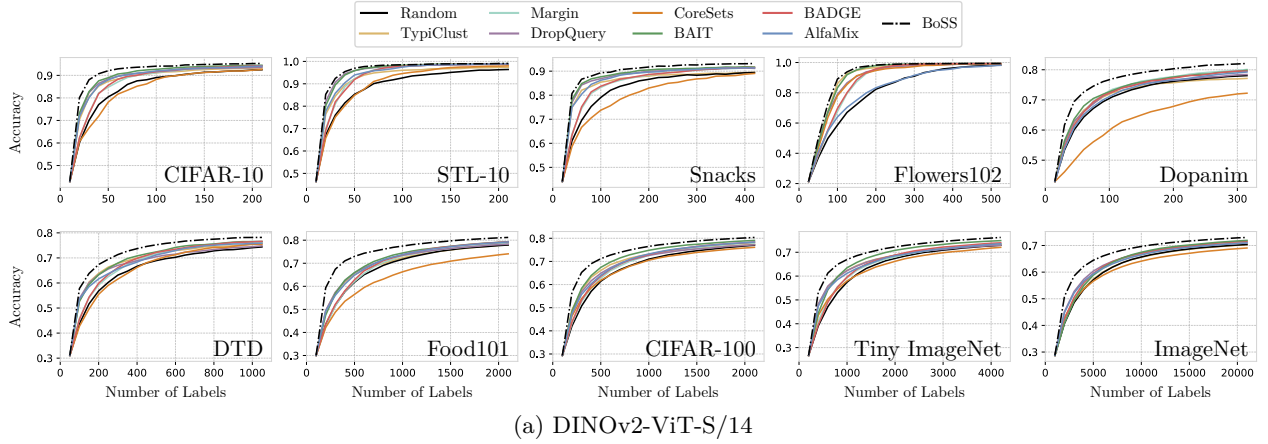 Random Margin CoreSets BADGE BoSS
TypiClust DropQuery BAIT AlfaMix
Accuracy
0.9
0.8
0.7
0.6
0.5
0 50 100 150 200
CIFAR-10
1.0
0.9
0.8
0.7
0.6
0.5
0 50 100 150 200
STL-10
0.9
0.8
0.7
0.6
0.5
0 100 200 300 400
Snacks
1.0
0.8
0.6
0.4
0.2
0 100 200 300 400 500
Flowers102
0.8
0.7
0.6
0.5
0 100 200 300
Dopanim
Accuracy
0.8
0.7
0.6
0.5
0.4
0.3
0 200 400 600 800 1000
DTD
Number of Labels
0.8
0.7
0.6
0.5
0.4
0.3
0 500 1000 1500 2000
Food101
Number of Labels
0.8
0.7
0.6
0.5
0.4
0.3
0 500 1000 1500 2000
CIFAR-100
Number of Labels
0.7
0.6
0.5
0.4
0.3
0 1000 2000 3000 4000
Tiny ImageNet
Number of Labels
0.7
0.6
0.5
0.4
0.3
0 5000 10000 15000 20000
ImageNet
Number of Labels
(a) DINOv2-ViT-S/14